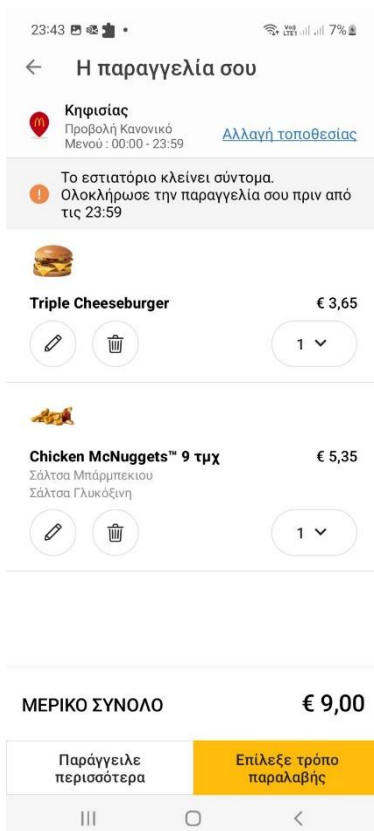 23:43
7%
Η παραγγελία σου
Κηφισίας
Προβολή Κανονικό
Μενού : 00:00 - 23:59
Αλλαγή τοποθεσίας
Το εστιατόριο κλείνει σύντομα.
Ολοκλήρωσε την παραγγελία σου πριν από
τις 23:59
Triple Cheeseburger € 3,65
1
Chicken McNuggets™ 9 τμχ € 5,35
Σάλτσα Μπάρμπεκιου
Σάλτσα Γλυκόξινη
1
ΜΕΡΙΚΟ ΣΥΝΟΛΟ € 9,00
Παράγγειλε
περισσότερα
Επίλεξε τρόπο
παραλαβής